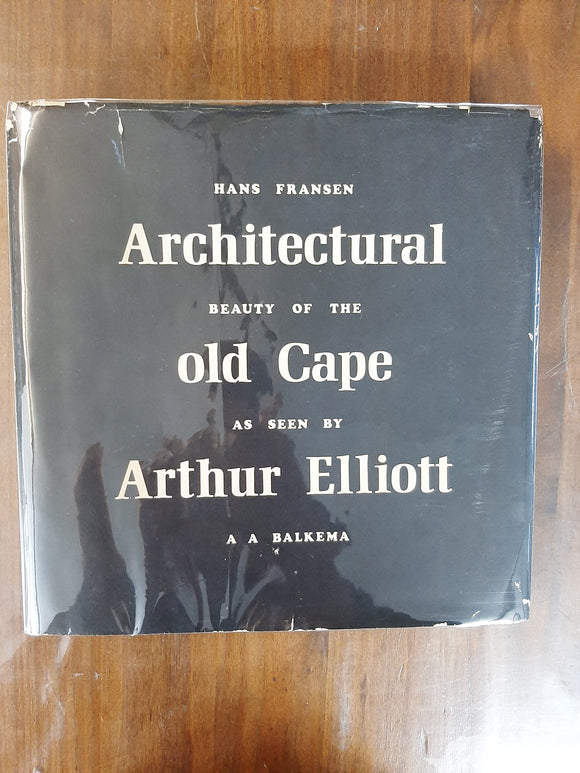 HANS FRANSEN
Architectural
BEAUTY OF THE
old Cape
AS SEEN BY
Arthur Elliott
A A BALKEMA